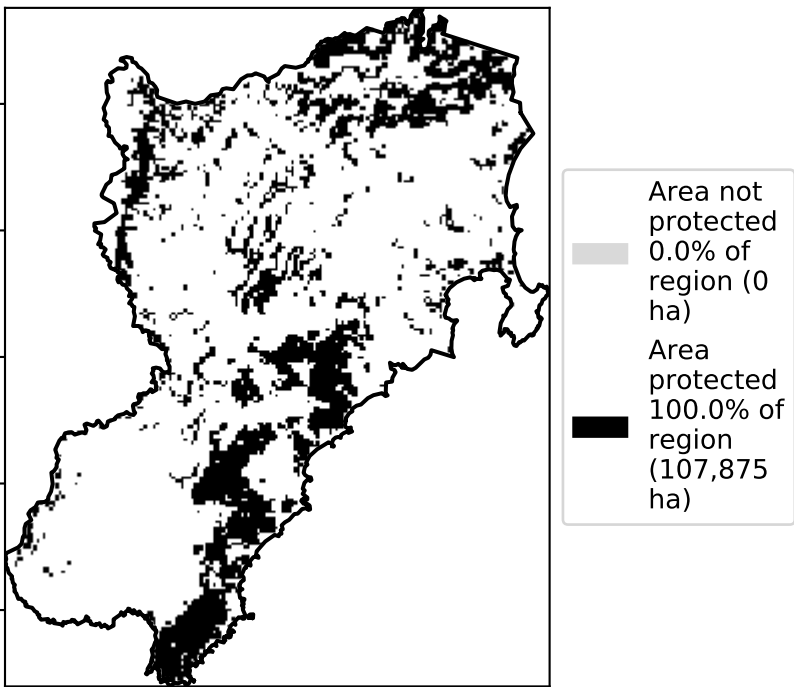 Area not
protected
0.0% of
region (0
ha)
Area
protected
100.0% of
region
(107,875
ha)